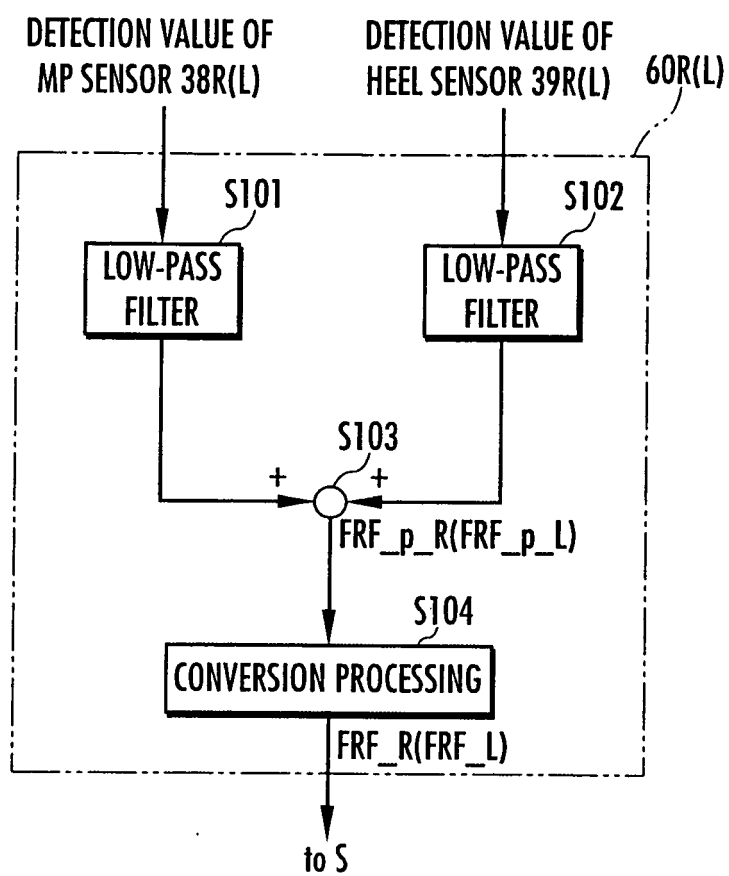 DETECTION VALUE OF
MP SENSOR 38R(L)
DETECTION VALUE OF
HEEL SENSOR 39R(L)
60R(L)
S101
LOW-PASS
FILTER
S102
LOW-PASS
FILTER
S103
+
+
FRF_p_R(FRF_p_L)
S104
CONVERSION PROCESSING
FRF_R(FRF_L)
to S